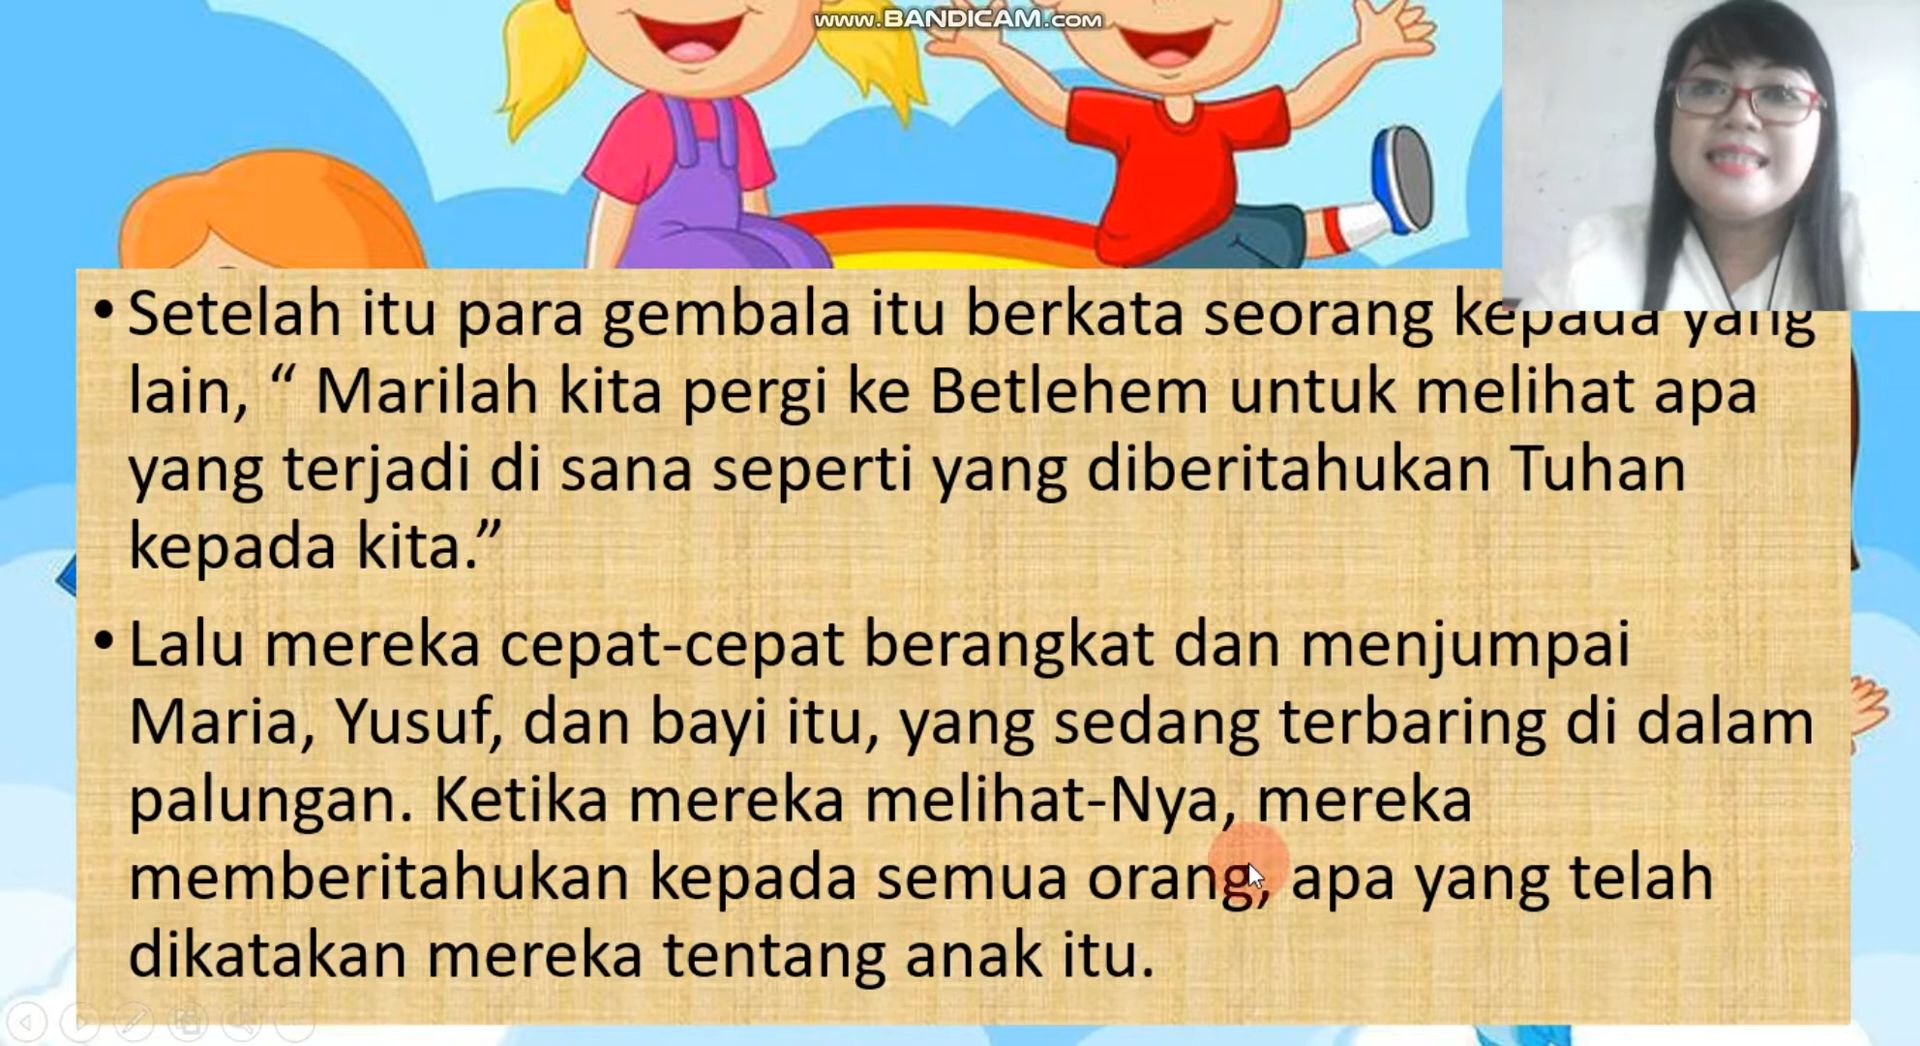 www.BANDICAM.com
• Setelah itu para gembala itu berkata seorang kepada yang
lain, “ Marilah kita pergi ke Betlehem untuk melihat apa
yang terjadi di sana seperti yang diberitahukan Tuhan
kepada kita.”
• Lalu mereka cepat-cepat berangkat dan menjumpai
Maria, Yusuf, dan bayi itu, yang sedang terbaring di dalam
palungan. Ketika mereka melihat-Nya, mereka
memberitahukan kepada semua orang, apa yang telah
dikatakan mereka tentang anak itu.